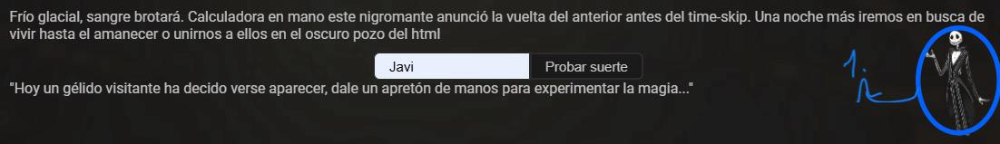 Frío glacial, sangre brotará. Calculadora en mano este nigromante anunció la vuelta del anterior antes del time-skip. Una noche más iremos en busca de
vivir hasta el amanecer o unirnos a ellos en el oscuro pozo del html
Javi Probar suerte
"Hoy un gélido visitante ha decido verse aparecer, dale un apretón de manos para experimentar la magia..."
1.